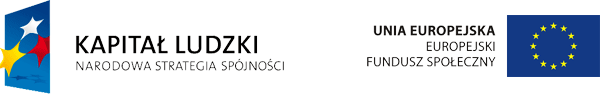 KAPITAŁ LUDZKI
NARODOWA STRATEGIA SPÓJNOŚCI
UNIA EUROPEJSKA
EUROPEJSKI
FUNDUSZ SPOŁECZNY